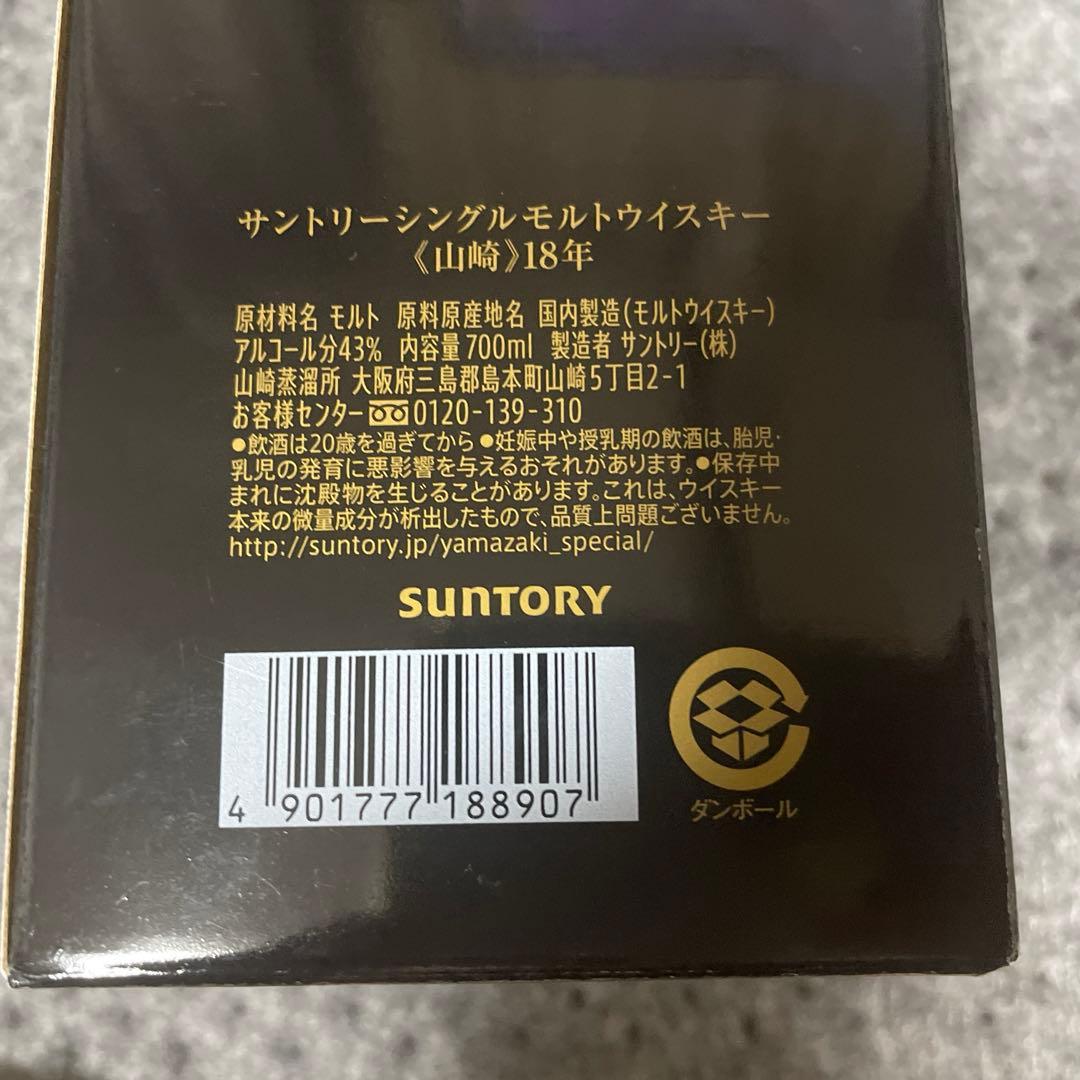 サントリーシングルモルトウイスキー
《山崎》18年
原材料名 モルト 原料原産地名 国内製造(モルトウイスキー)
アルコール分43% 内容量700ml 製造者 サントリー(株)
山崎蒸溜所 大阪府三島郡島本町山崎5丁目2-1
お客様センター 0120-139-310
●飲酒は20歳を過ぎてから ●妊娠中や授乳期の飲酒は、胎児・
乳児の発育に悪影響を与えるおそれがあります。●保存中
まれに沈殿物を生じることがあります。これは、ウイスキー
本来の微量成分が析出したもので、品質上問題ございません。
http://suntory.jp/yamazaki_special/
SUNTORY
4 901777 188907
ダンボール